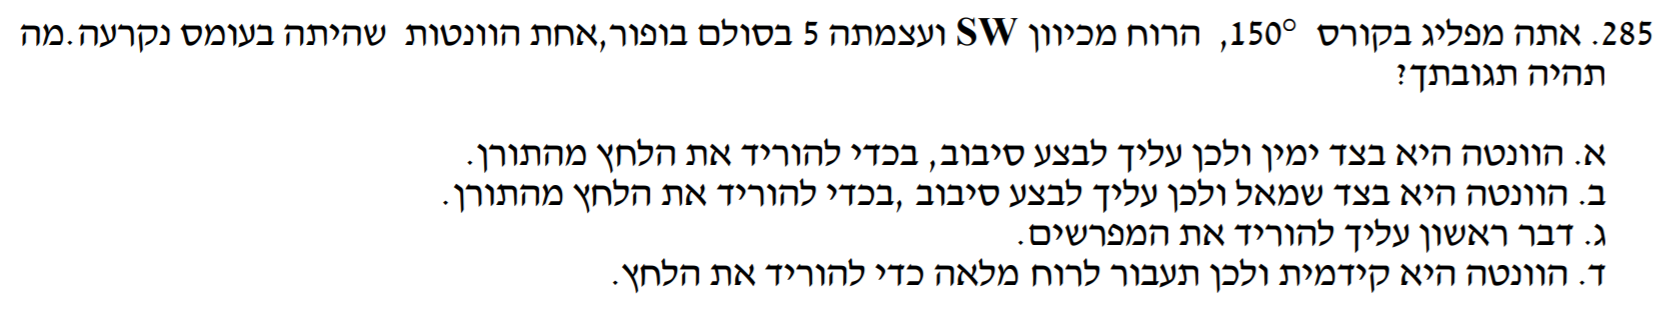 285. אתה מפליג בקורס 150°, הרוח מכיוון SW ועצמתה 5 בסולם בופור,אחת הוונטות שהיתה בעומס נקרעה.מה
תהיה תגובתך?
א. הוונטה היא בצד ימין ולכן עליך לבצע סיבוב, בכדי להוריד את הלחץ מהתורן.
ב. הוונטה היא בצד שמאל ולכן עליך לבצע סיבוב ,בכדי להוריד את הלחץ מהתורן.
ג. דבר ראשון עליך להוריד את המפרשים.
ד. הוונטה היא קידמית ולכן תעבור לרוח מלאה כדי להוריד את הלחץ.